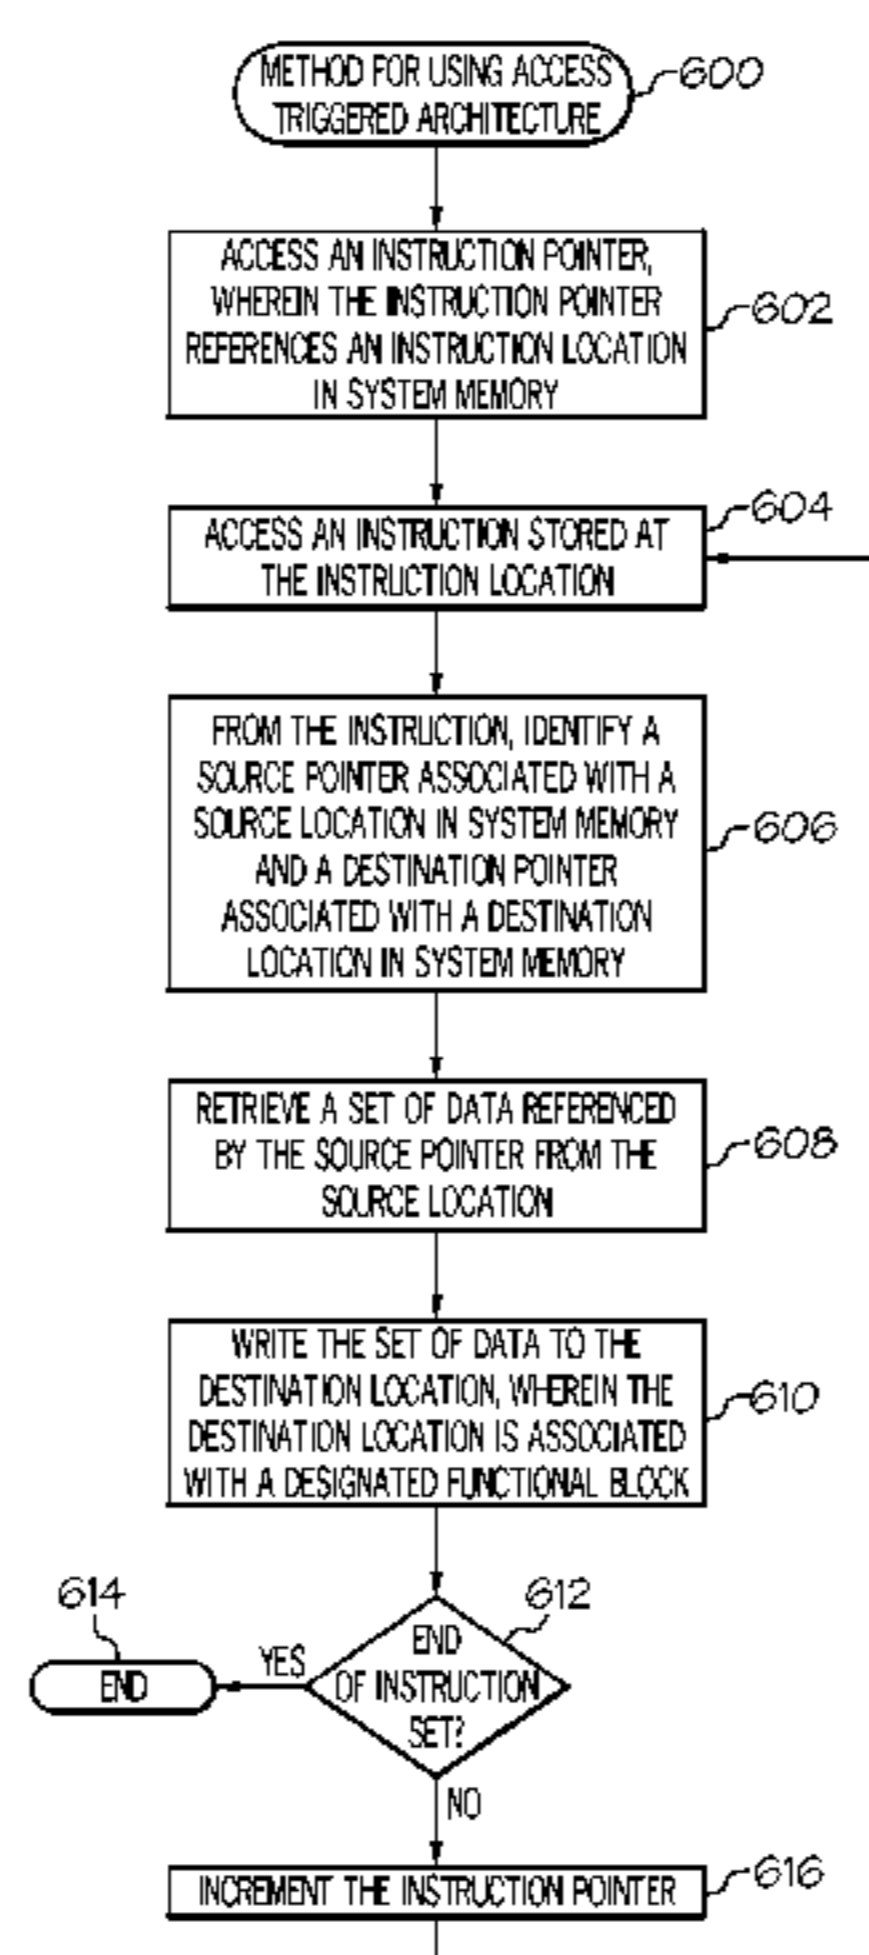 METHOD FOR USING ACCESS
TRIGGERED ARCHITECTURE
600
ACCESS AN INSTRUCTION POINTER,
WHEREIN THE INSTRUCTION POINTER
REFERENCES AN INSTRUCTION LOCATION
IN SYSTEM MEMORY
602
ACCESS AN INSTRUCTION STORED AT
THE INSTRUCTION LOCATION
604
FROM THE INSTRUCTION, IDENTIFY A
SOURCE POINTER ASSOCIATED WITH A
SOURCE LOCATION IN SYSTEM MEMORY
AND A DESTINATION POINTER
ASSOCIATED WITH A DESTINATION
LOCATION IN SYSTEM MEMORY
606
RETRIEVE A SET OF DATA REFERENCED
BY THE SOURCE POINTER FROM THE
SOURCE LOCATION
608
WRITE THE SET OF DATA TO THE
DESTINATION LOCATION, WHEREIN THE
DESTINATION LOCATION IS ASSOCIATED
WITH A DESIGNATED FUNCTIONAL BLOCK
610
614
END
YES
612
END
OF INSTRUCTION
SET?
NO
INCREMENT THE INSTRUCTION POINTER
616